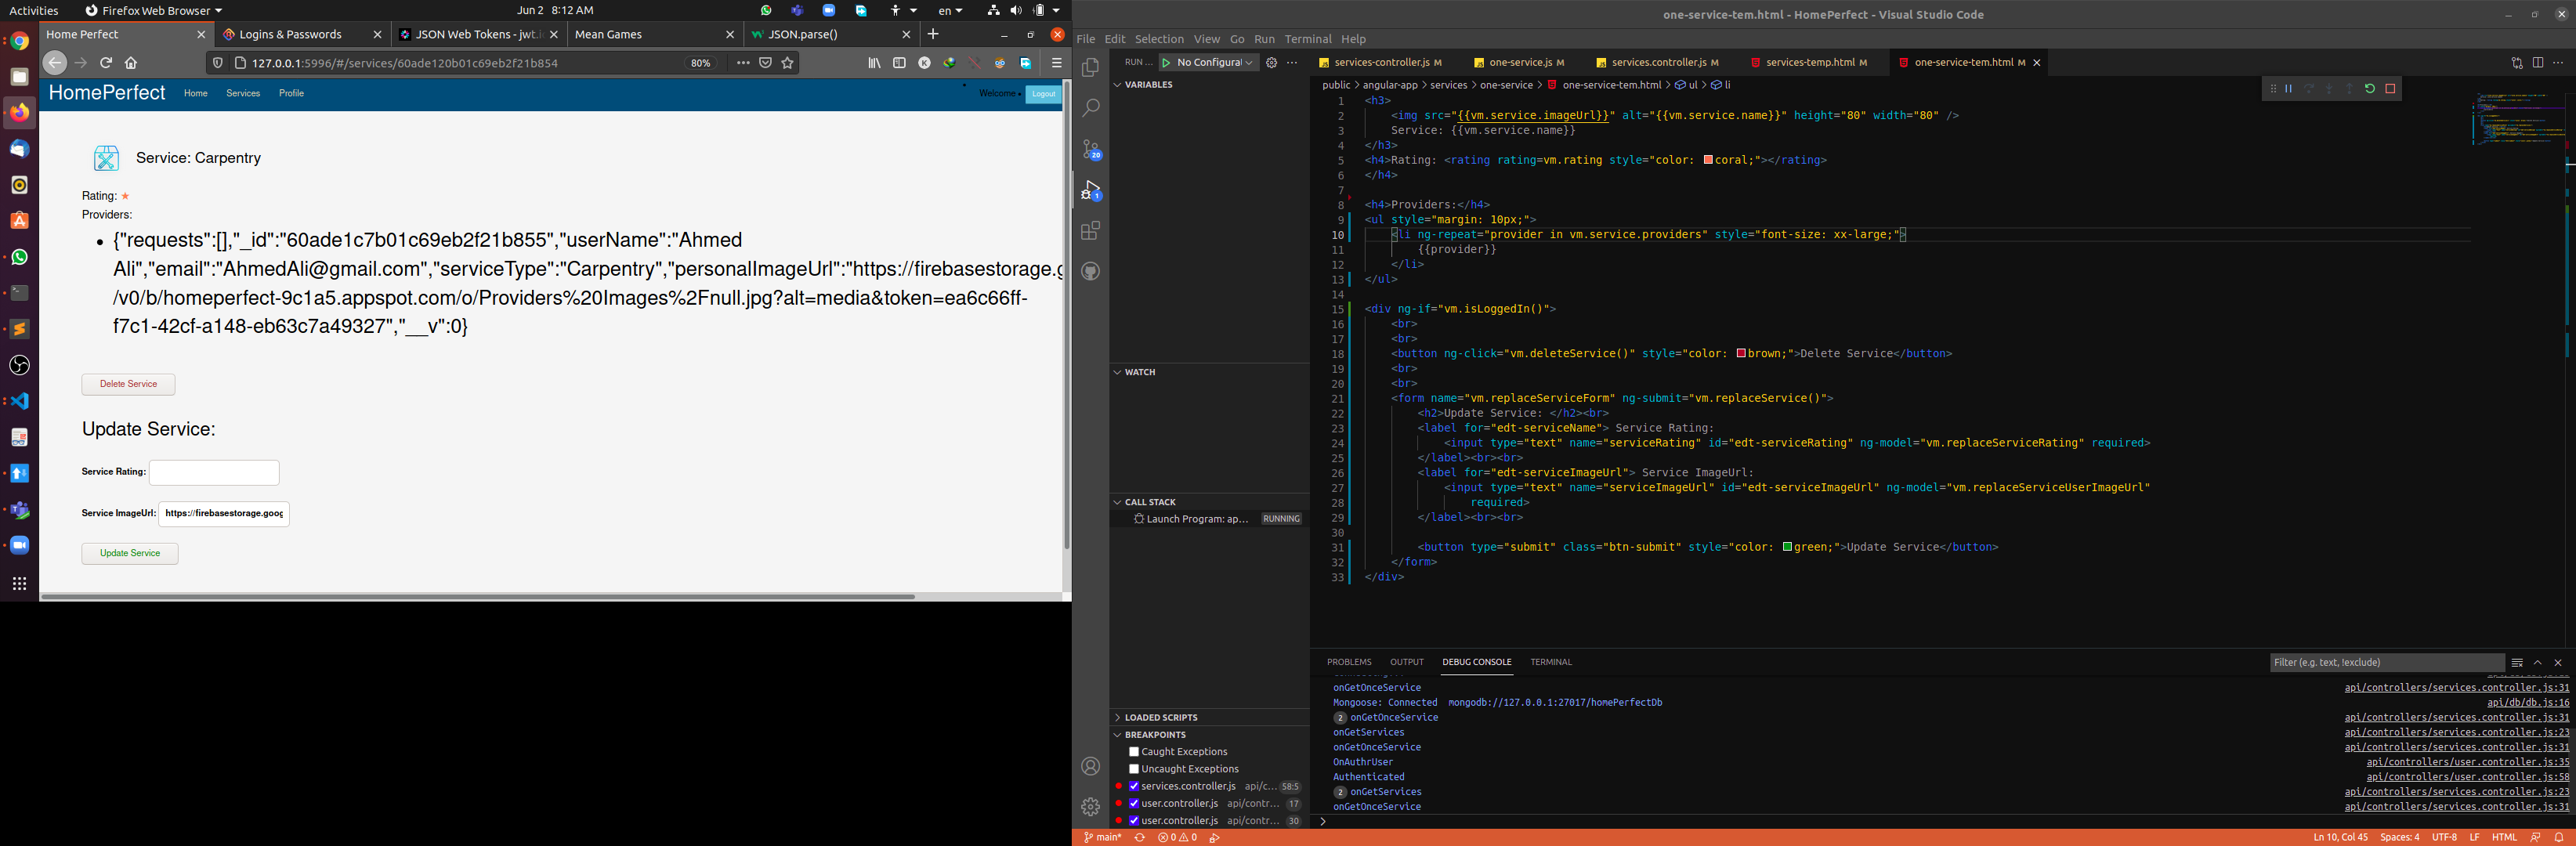 Activities
Firefox Web Browser
Jun 2 8:12 AM
en
Home Perfect
Logins & Passwords
JSON Web Tokens - jwt.io
Mean Games
JSON.parse()
127.0.0.1:5996/#/services/60ade120b01c69eb2f21b854
80%
HomePerfect
Home
Services
Profile
Welcome
Logout
Service: Carpentry
Rating: ★
Providers:
{"requests":[],"_id":"60ade1c7b01c69eb2f21b855","userName":"Ahmed
Ali","email":"AhmedAli@gmail.com","serviceType":"Carpentry","personalImageUrl":"https://firebasestorage.g
/v0/b/homeperfect-9c1a5.appspot.com/o/Providers%20Images%2Fnull.jpg?alt=media&token=ea6c66ff-
f7c1-42cf-a148-eb63c7a49327","__v":0}
Delete Service
Update Service:
Service Rating:
Service ImageUrl: https://firebasestorage.goog
Update Service
one-service-tem.html - HomePerfect - Visual Studio Code
File Edit Selection View Go Run Terminal Help
RUN ...
No Configurat
services-controller.js M
one-service.js M
services.controller.js M
services-temp.html M
one-service-tem.html M
public > angular-app > services > one-service > one-service-tem.html > ul > li
VARIABLES
WATCH
CALL STACK
Launch Program: ap...
RUNNING
LOADED SCRIPTS
BREAKPOINTS
Caught Exceptions
Uncaught Exceptions
services.controller.js api/c... 58:5
user.controller.js api/contr... 17
user.controller.js api/contr... 30
20
1
1 <h3>
2 <img src="{{vm.service.imageUrl}}" alt="{{vm.service.name}}" height="80" width="80" />
3 Service: {{vm.service.name}}
4 </h3>
5 <h4>Rating: <rating rating=vm.rating style="color: coral;"></rating>
6 </h4>
7
8 <h4>Providers:</h4>
9 <ul style="margin: 10px;">
10 <li ng-repeat="provider in vm.service.providers" style="font-size: xx-large;">
11 {{provider}}
12 </li>
13 </ul>
14
15 <div ng-if="vm.isLoggedIn()">
16 <br>
17 <br>
18 <button ng-click="vm.deleteService()" style="color: brown;">Delete Service</button>
19 <br>
20 <br>
21 <form name="vm.replaceServiceForm" ng-submit="vm.replaceService()">
22 <h2>Update Service: </h2><br>
23 <label for="edt-serviceName"> Service Rating:
24 <input type="text" name="serviceRating" id="edt-serviceRating" ng-model="vm.replaceServiceRating" required>
25 </label><br><br>
26 <label for="edt-serviceImageUrl"> Service ImageUrl:
27 <input type="text" name="serviceImageUrl" id="edt-serviceImageUrl" ng-model="vm.replaceServiceUserImageUrl"
28 required>
29 </label><br><br>
30
31 <button type="submit" class="btn-submit" style="color: green;">Update Service</button>
32 </form>
33 </div>
PROBLEMS OUTPUT DEBUG CONSOLE TERMINAL
Filter (e.g. text, !exclude)
onGetOnceService api/controllers/services.controller.js:31
Mongoose: Connected mongodb://127.0.0.1:27017/homePerfectDb api/db/db.js:16
2 onGetOnceService api/controllers/services.controller.js:31
onGetServices api/controllers/services.controller.js:23
onGetOnceService api/controllers/services.controller.js:31
OnAuthrUser api/controllers/user.controller.js:35
Authenticated api/controllers/user.controller.js:58
2 onGetServices api/controllers/services.controller.js:23
onGetOnceService api/controllers/services.controller.js:31
main*
0 0
Ln 10, Col 45 Spaces: 4 UTF-8 LF HTML